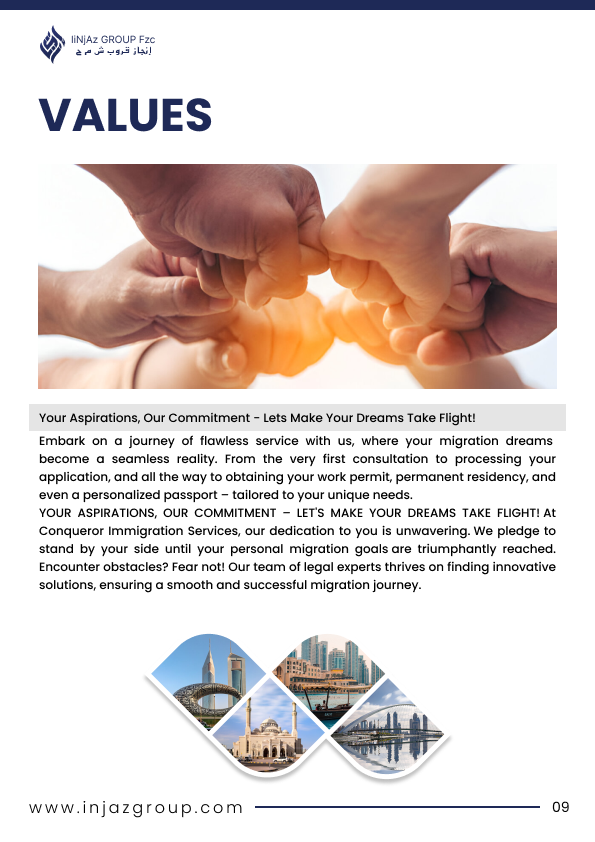 IiNjAz GROUP Fzc
إنجاز قروب ش م ح
VALUES
Your Aspirations, Our Commitment - Lets Make Your Dreams Take Flight!
Embark on a journey of flawless service with us, where your migration dreams
become a seamless reality. From the very first consultation to processing your
application, and all the way to obtaining your work permit, permanent residency, and
even a personalized passport – tailored to your unique needs.
YOUR ASPIRATIONS, OUR COMMITMENT – LET'S MAKE YOUR DREAMS TAKE FLIGHT! At
Conqueror Immigration Services, our dedication to you is unwavering. We pledge to
stand by your side until your personal migration goals are triumphantly reached.
Encounter obstacles? Fear not! Our team of legal experts thrives on finding innovative
solutions, ensuring a smooth and successful migration journey.
www.injazgroup.com
09